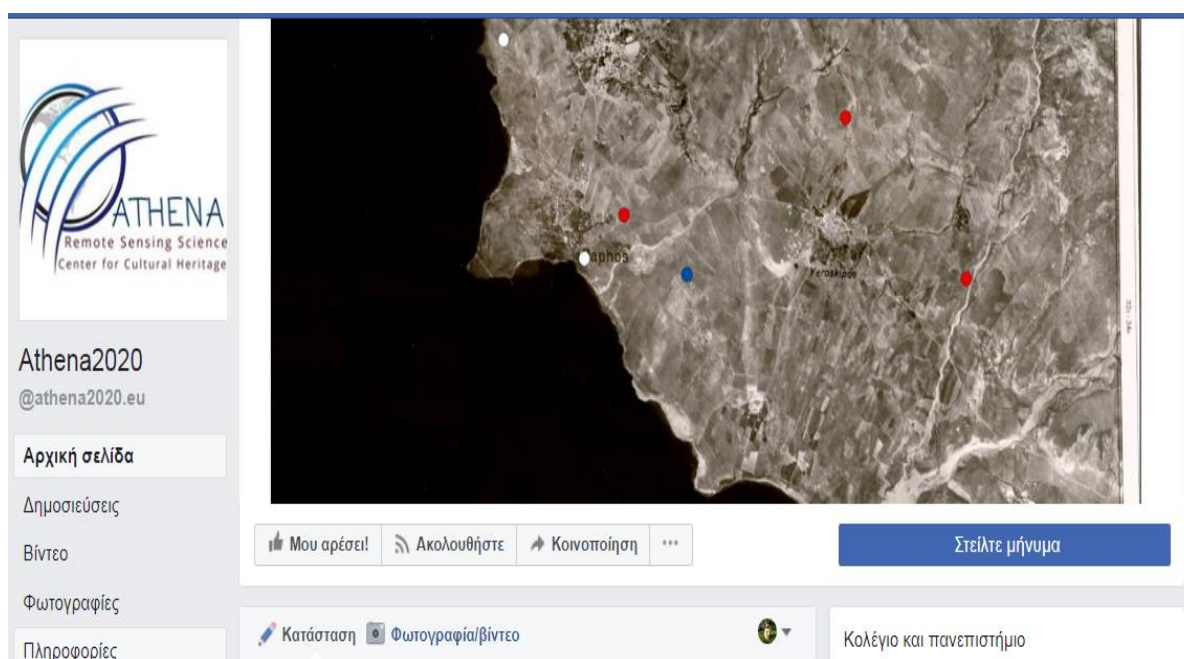 ATHENA
Remote Sensing Science
Center for Cultural Heritage
Athena2020
@athena2020.eu
Αρχική σελίδα
Δημοσιεύσεις
Βίντεο
Φωτογραφίες
Πληροφορίες
aphos
Yeroskipos
Μου αρέσει!
Ακολουθήστε
Κοινοποίηση
Στείλτε μήνυμα
Κατάσταση
Φωτογραφία/βίντεο
Κολέγιο και πανεπιστήμιο